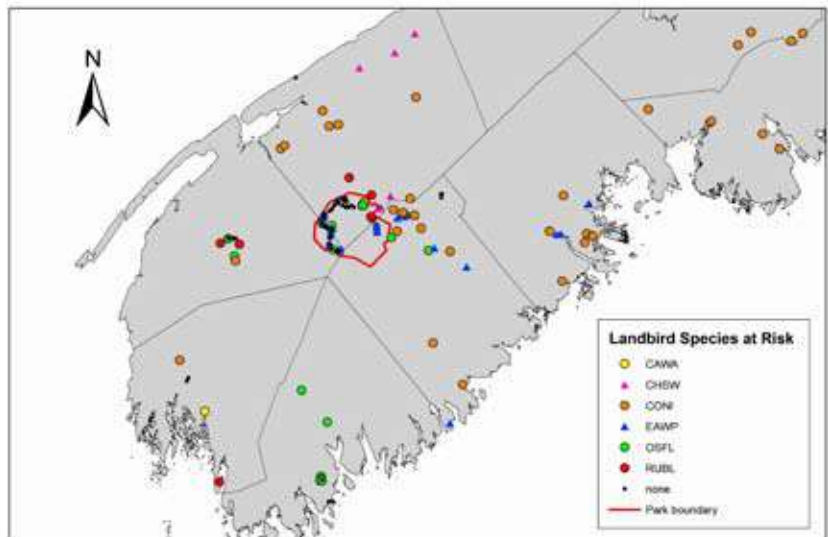 N
Landbird Species at Risk
CAWA
CHSW
CONI
EAWP
OSFL
RUBL
none
Park boundary